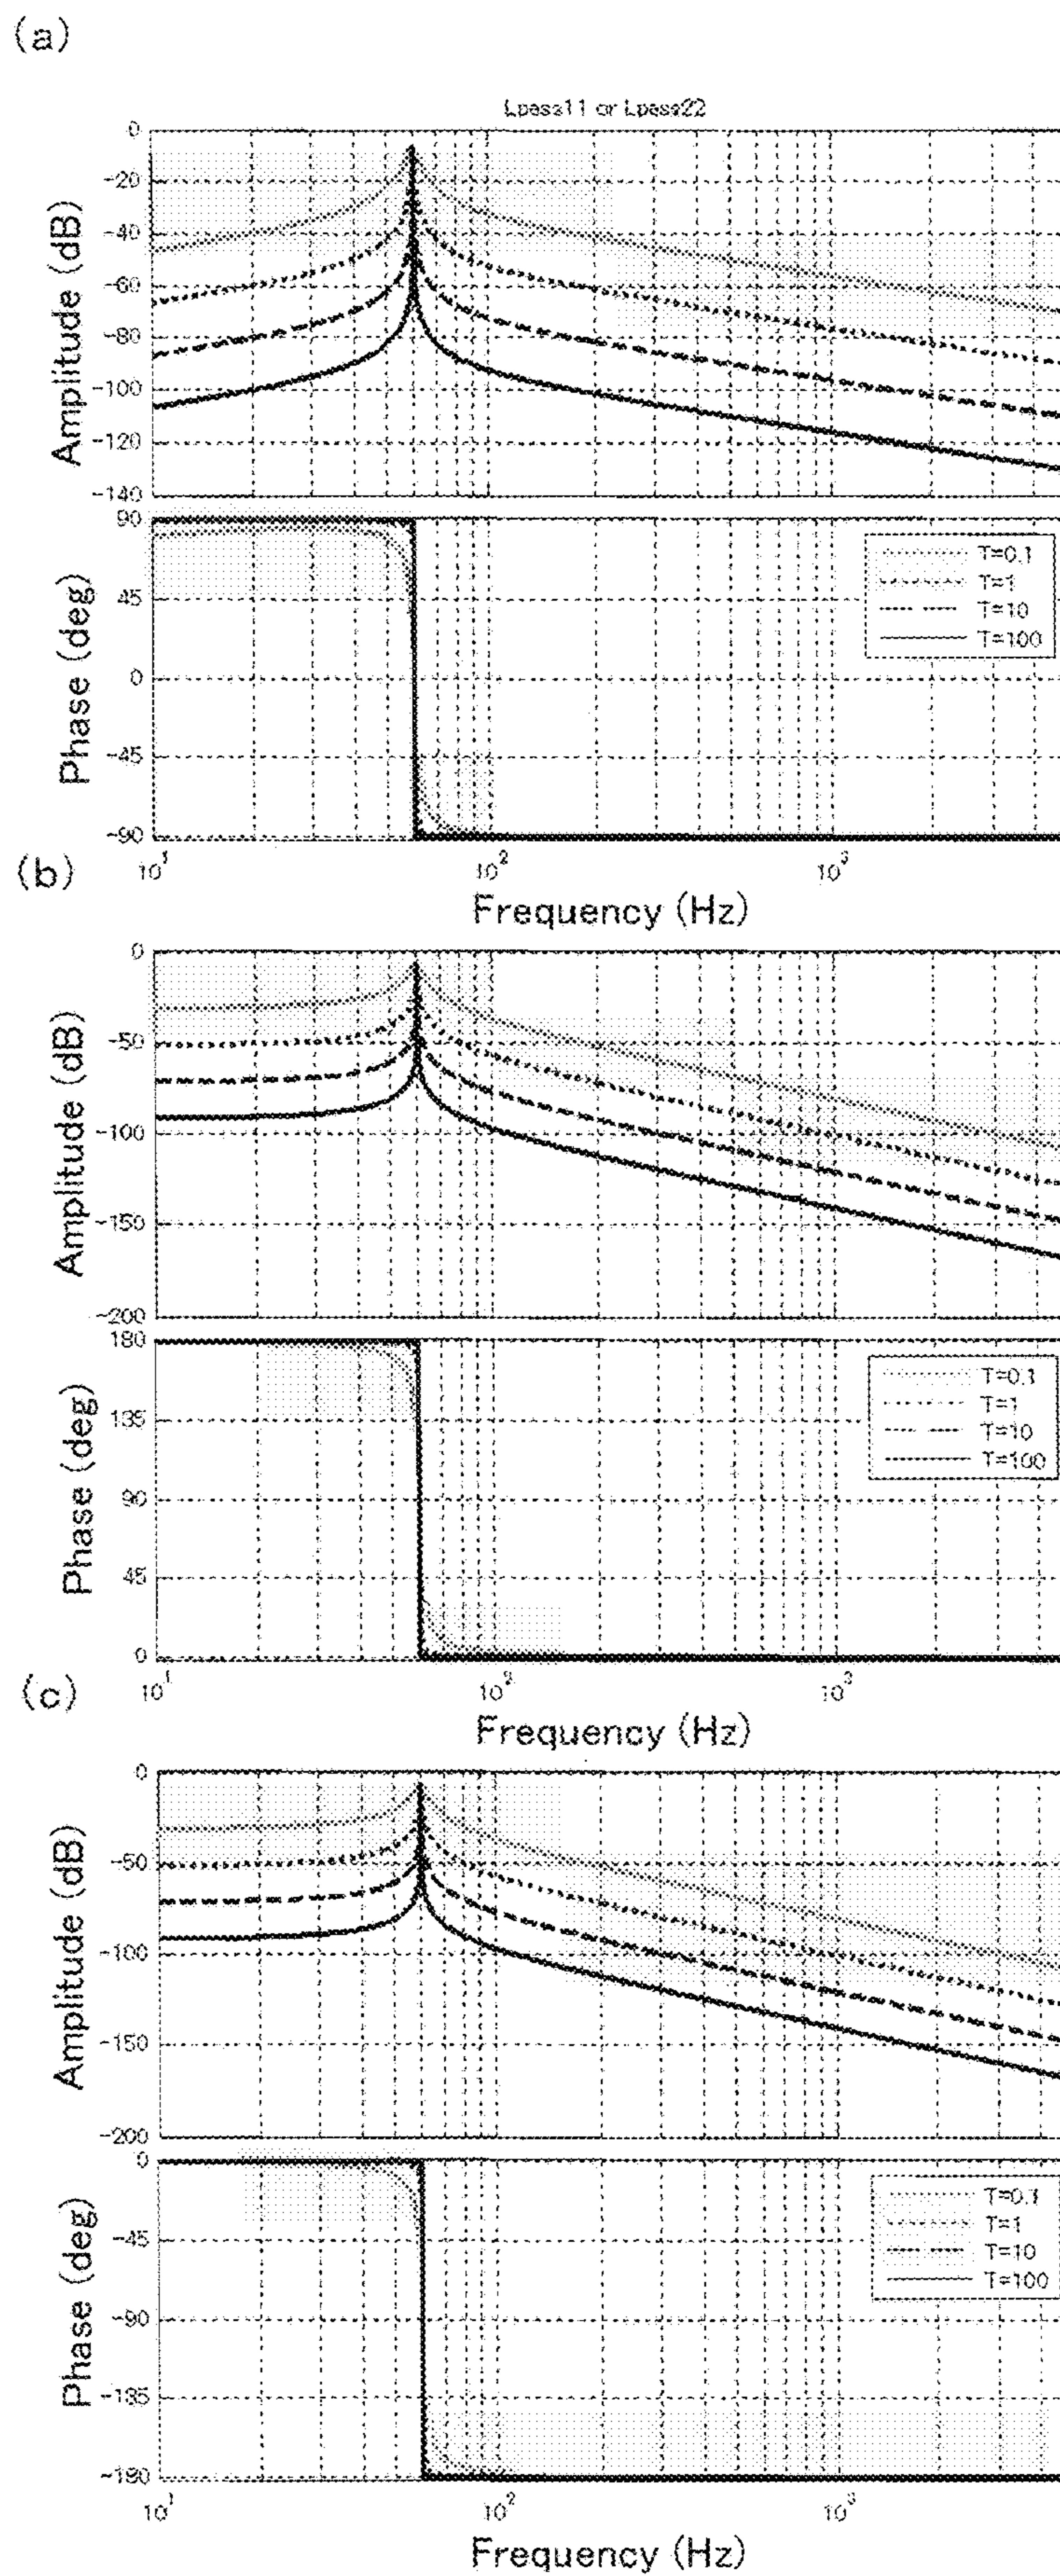 (a)
Lpass11 or Lpass22
0
-20
-40
-60
-80
-100
-120
-140
Amplitude (dB)
90
45
0
-45
-90
Phase (deg)
T=0.1
T=1
T=10
T=100
10¹ 10² 10³
Frequency (Hz)
(b)
0
-50
-100
-150
-200
Amplitude (dB)
180
135
90
45
0
Phase (deg)
T=0.1
T=1
T=10
T=100
10¹ 10² 10³
Frequency (Hz)
(c)
0
-50
-100
-150
-200
Amplitude (dB)
0
-45
-90
-135
-180
Phase (deg)
T=0.1
T=1
T=10
T=100
10¹ 10² 10³
Frequency (Hz)